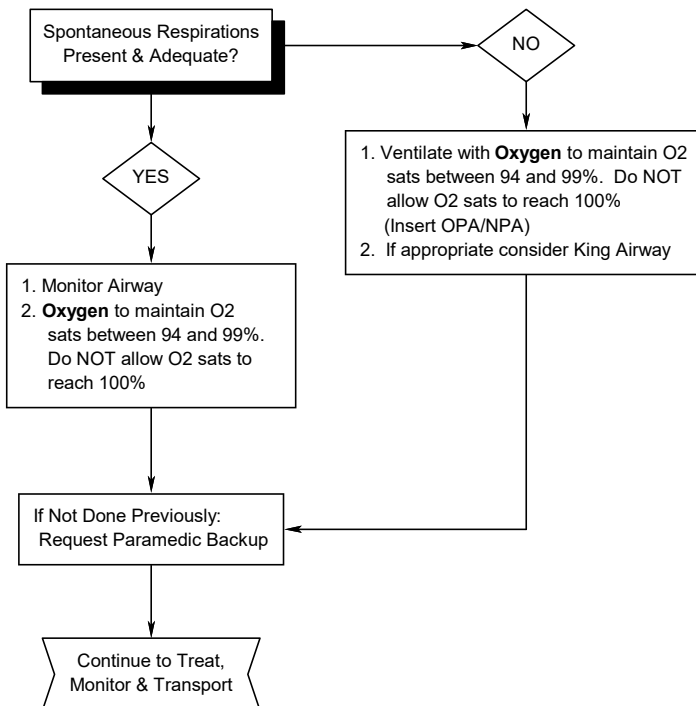 Spontaneous Respirations
Present & Adequate?
NO
YES
1. Ventilate with Oxygen to maintain O2
sats between 94 and 99%. Do NOT
allow O2 sats to reach 100%
(Insert OPA/NPA)
2. If appropriate consider King Airway
1. Monitor Airway
2. Oxygen to maintain O2
sats between 94 and 99%.
Do NOT allow O2 sats to
reach 100%
If Not Done Previously:
Request Paramedic Backup
Continue to Treat,
Monitor & Transport